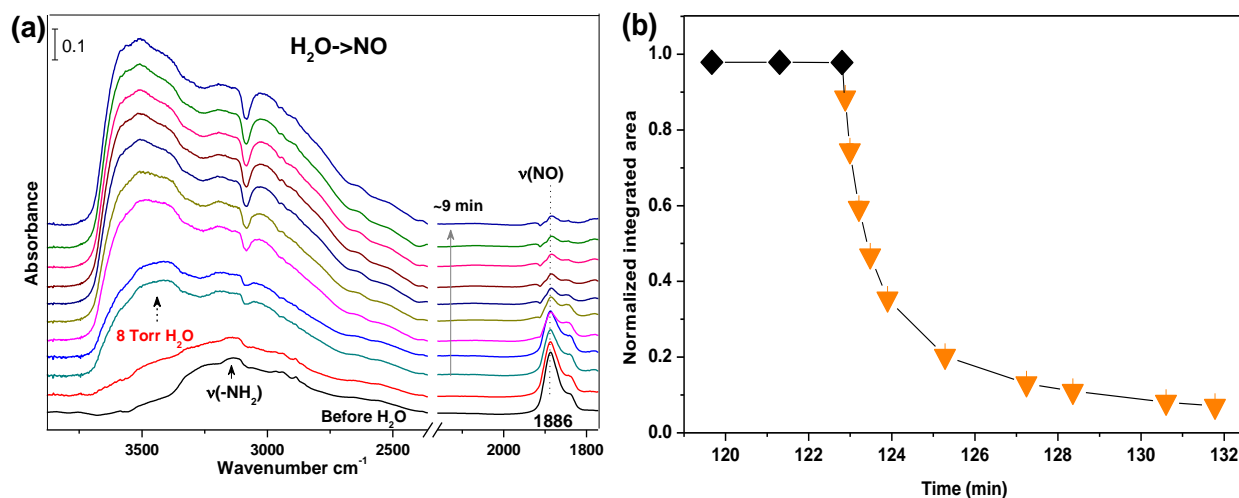 (a)
0.1
H₂O->NO
ν(NO)
~9 min
8 Torr H₂O
ν(-NH₂)
Before H₂O
1886
Absorbance
3500 3000 2500 2000 1800
Wavenumber cm⁻¹
(b)
1.0
0.8
0.6
0.4
0.2
0.0
Normalized integrated area
120 122 124 126 128 130 132
Time (min)